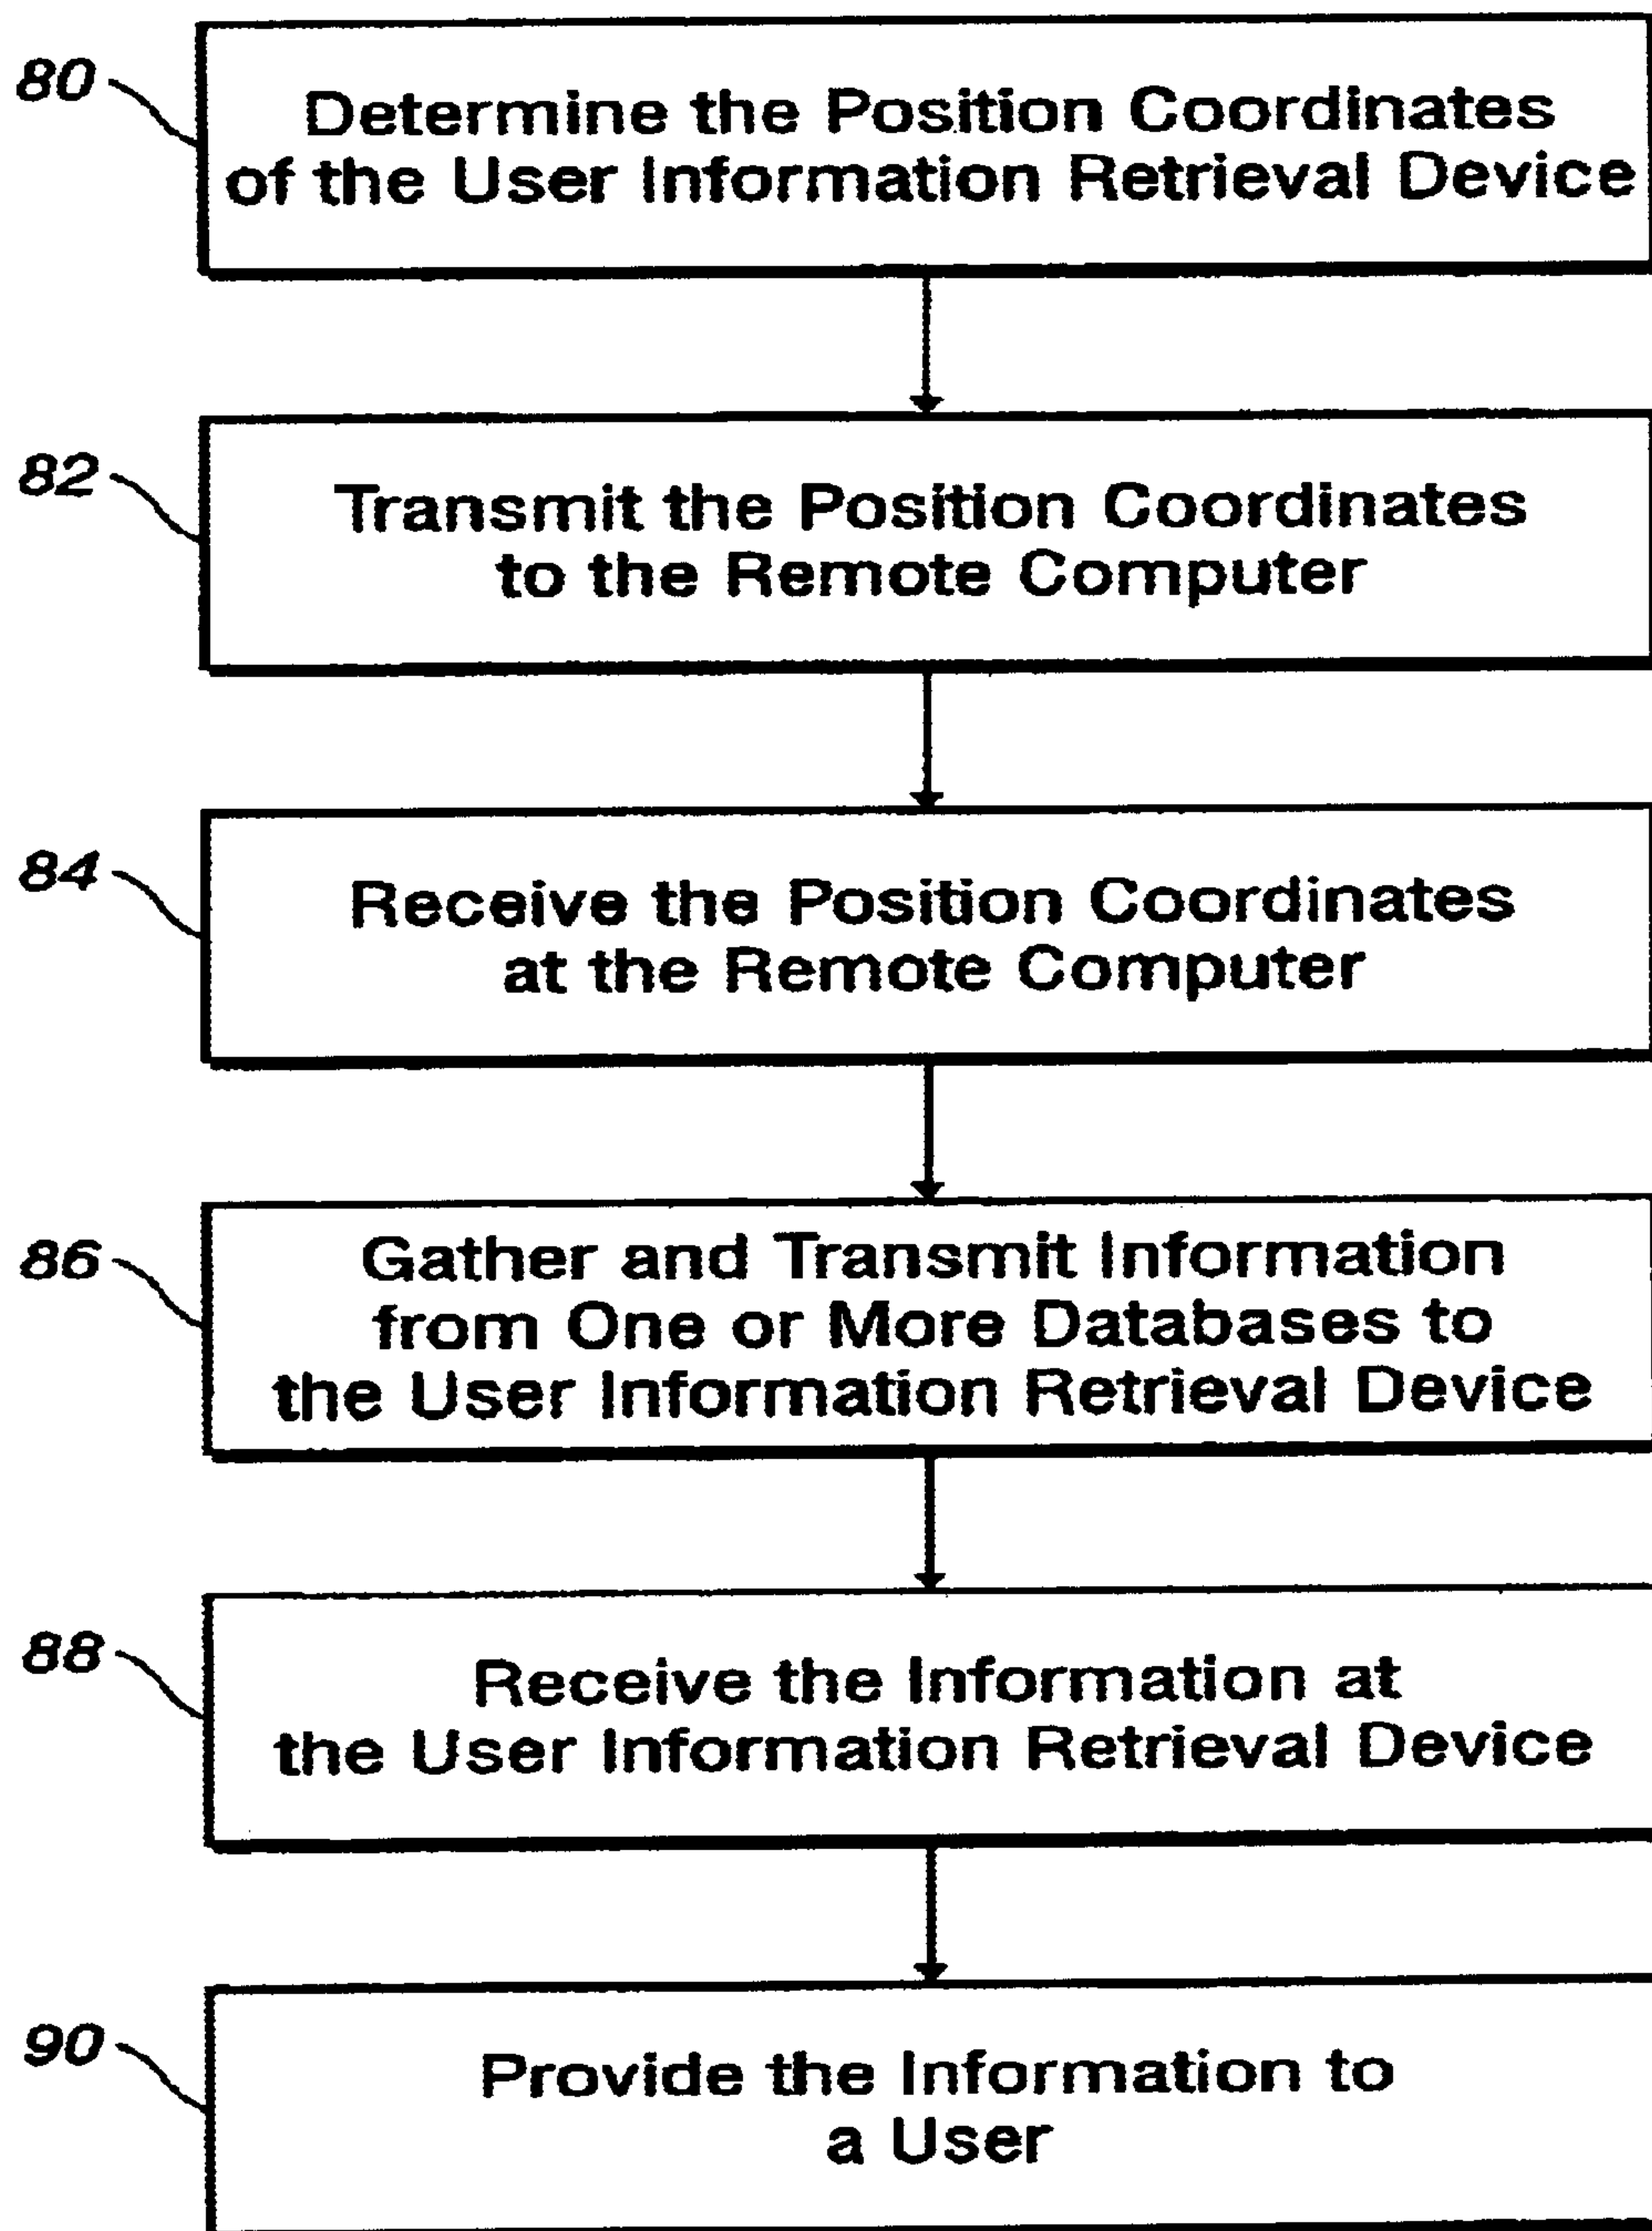 80
Determine the Position Coordinates
of the User Information Retrieval Device
82
Transmit the Position Coordinates
to the Remote Computer
84
Receive the Position Coordinates
at the Remote Computer
86
Gather and Transmit Information
from One or More Databases to
the User Information Retrieval Device
88
Receive the Information at
the User Information Retrieval Device
90
Provide the Information to
a User